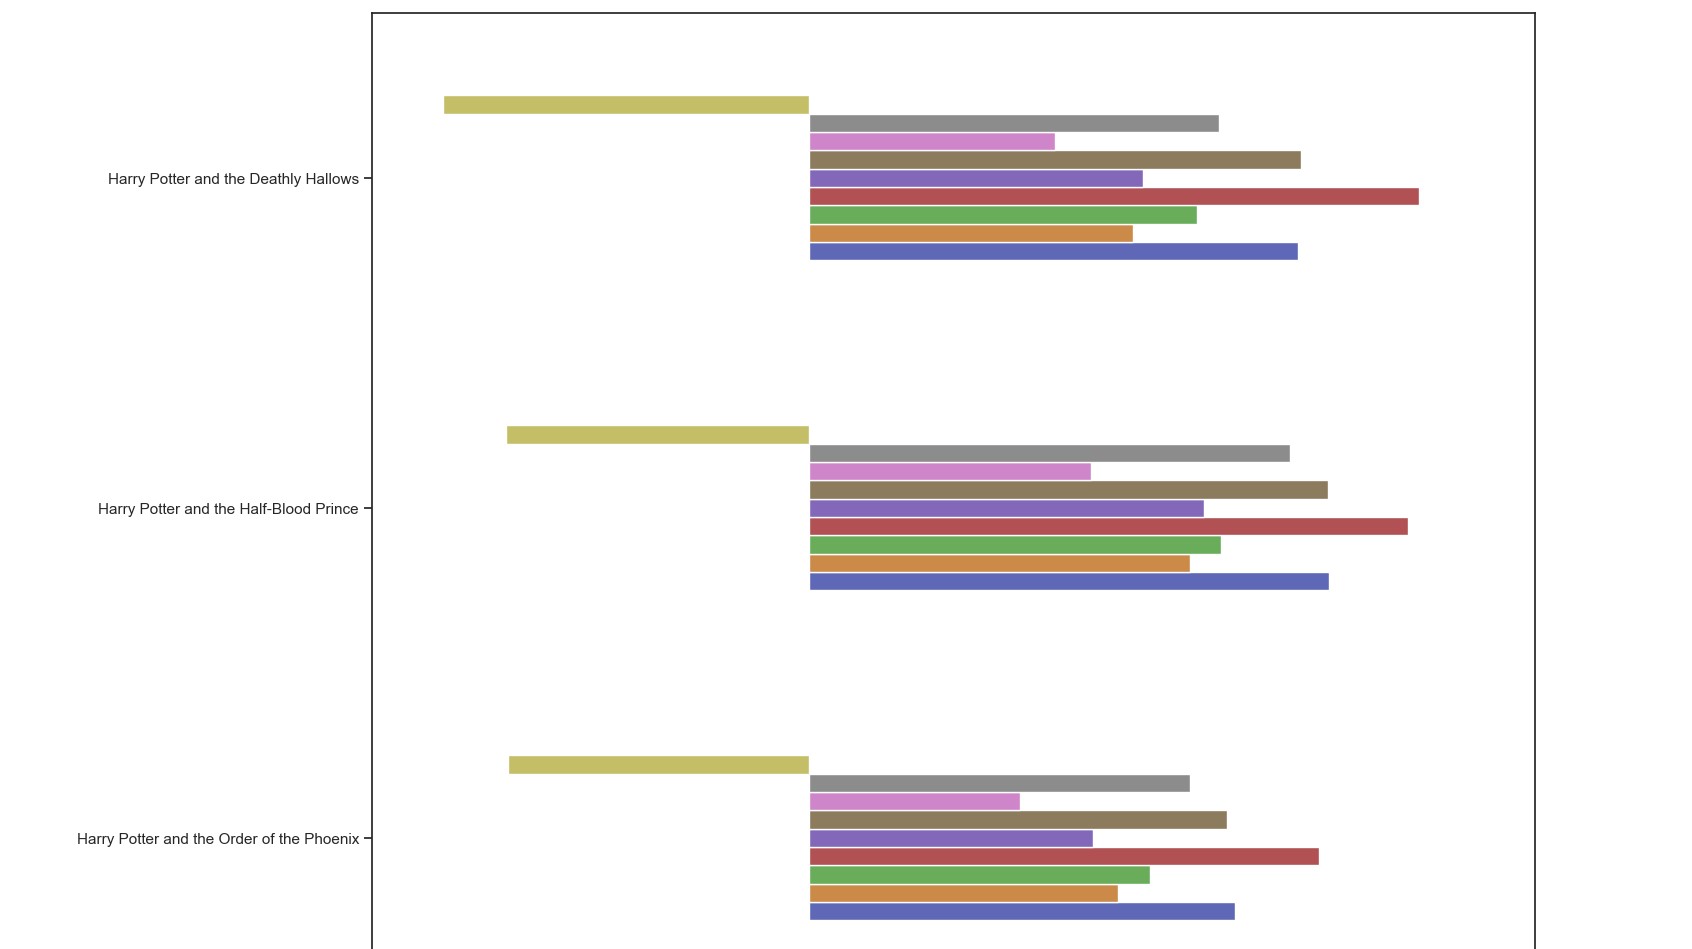 Harry Potter and the Deathly Hallows
Harry Potter and the Half-Blood Prince
Harry Potter and the Order of the Phoenix